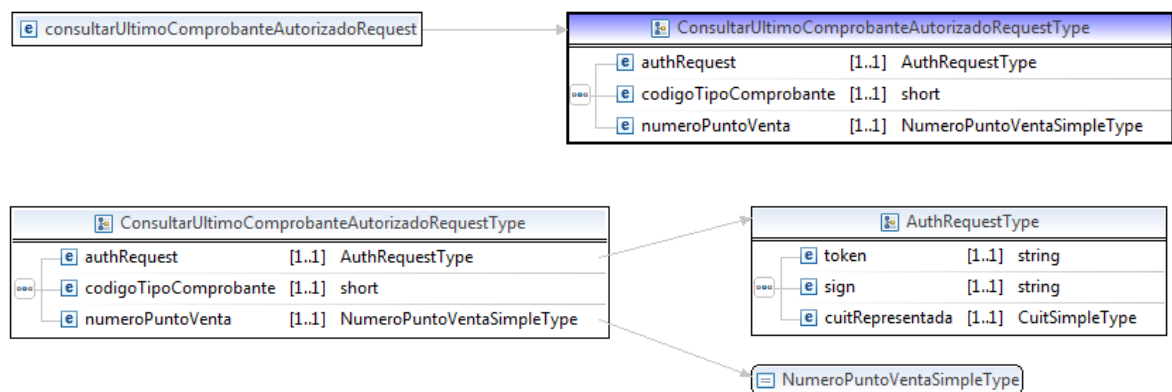 consultarUltimoComprobanteAutorizadoRequest
ConsultarUltimoComprobanteAutorizadoRequestType
authRequest [1..1] AuthRequestType
codigoTipoComprobante [1..1] short
numeroPuntoVenta [1..1] NumeroPuntoVentaSimpleType
ConsultarUltimoComprobanteAutorizadoRequestType
authRequest [1..1] AuthRequestType
codigoTipoComprobante [1..1] short
numeroPuntoVenta [1..1] NumeroPuntoVentaSimpleType
AuthRequestType
token [1..1] string
sign [1..1] string
cuitRepresentada [1..1] CuitSimpleType
NumeroPuntoVentaSimpleType